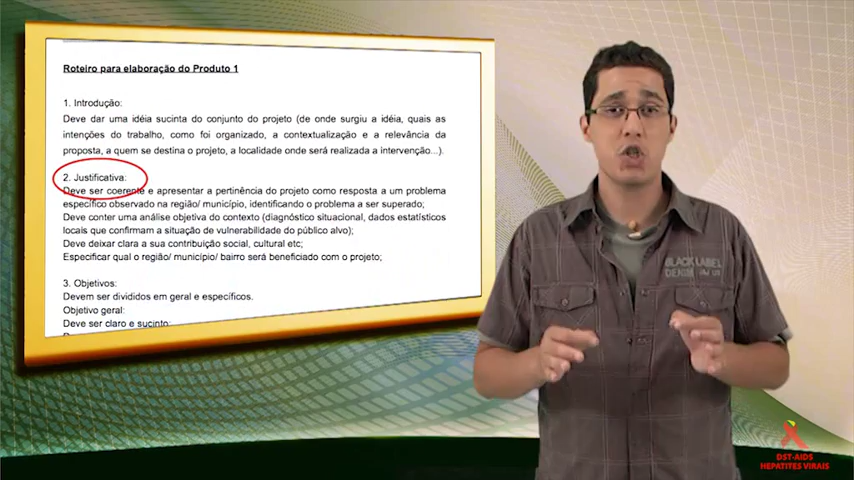 Roteiro para elaboração do Produto 1
1. Introdução:
Deve dar uma idéia sucinta do conjunto do projeto (de onde surgiu a idéia, quais as
intenções do trabalho, como foi organizado, a contextualização e a relevância da
proposta, a quem se destina o projeto, a localidade onde será realizada a intervenção...).
2. Justificativa:
Deve ser coerente e apresentar a pertinência do projeto como resposta a um problema
específico observado na região/ município, identificando o problema a ser superado;
Deve conter uma análise objetiva do contexto (diagnóstico situacional, dados estatísticos
locais que confirmam a situação de vulnerabilidade do público alvo);
Deve deixar clara a sua contribuição social, cultural etc;
Especificar qual o região/ município/ bairro será beneficiado com o projeto;
3. Objetivos:
Devem ser divididos em geral e específicos.
Objetivo geral:
Deve ser claro e sucinto;
BLACK LABEL
DENIM
DST-AIDS
HEPATITES VIRAIS